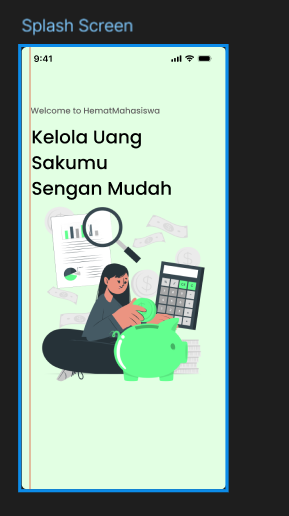 Splash Screen
9:41
Welcome to HematMahasiswa
Kelola Uang
Sakumu
Sengan Mudah